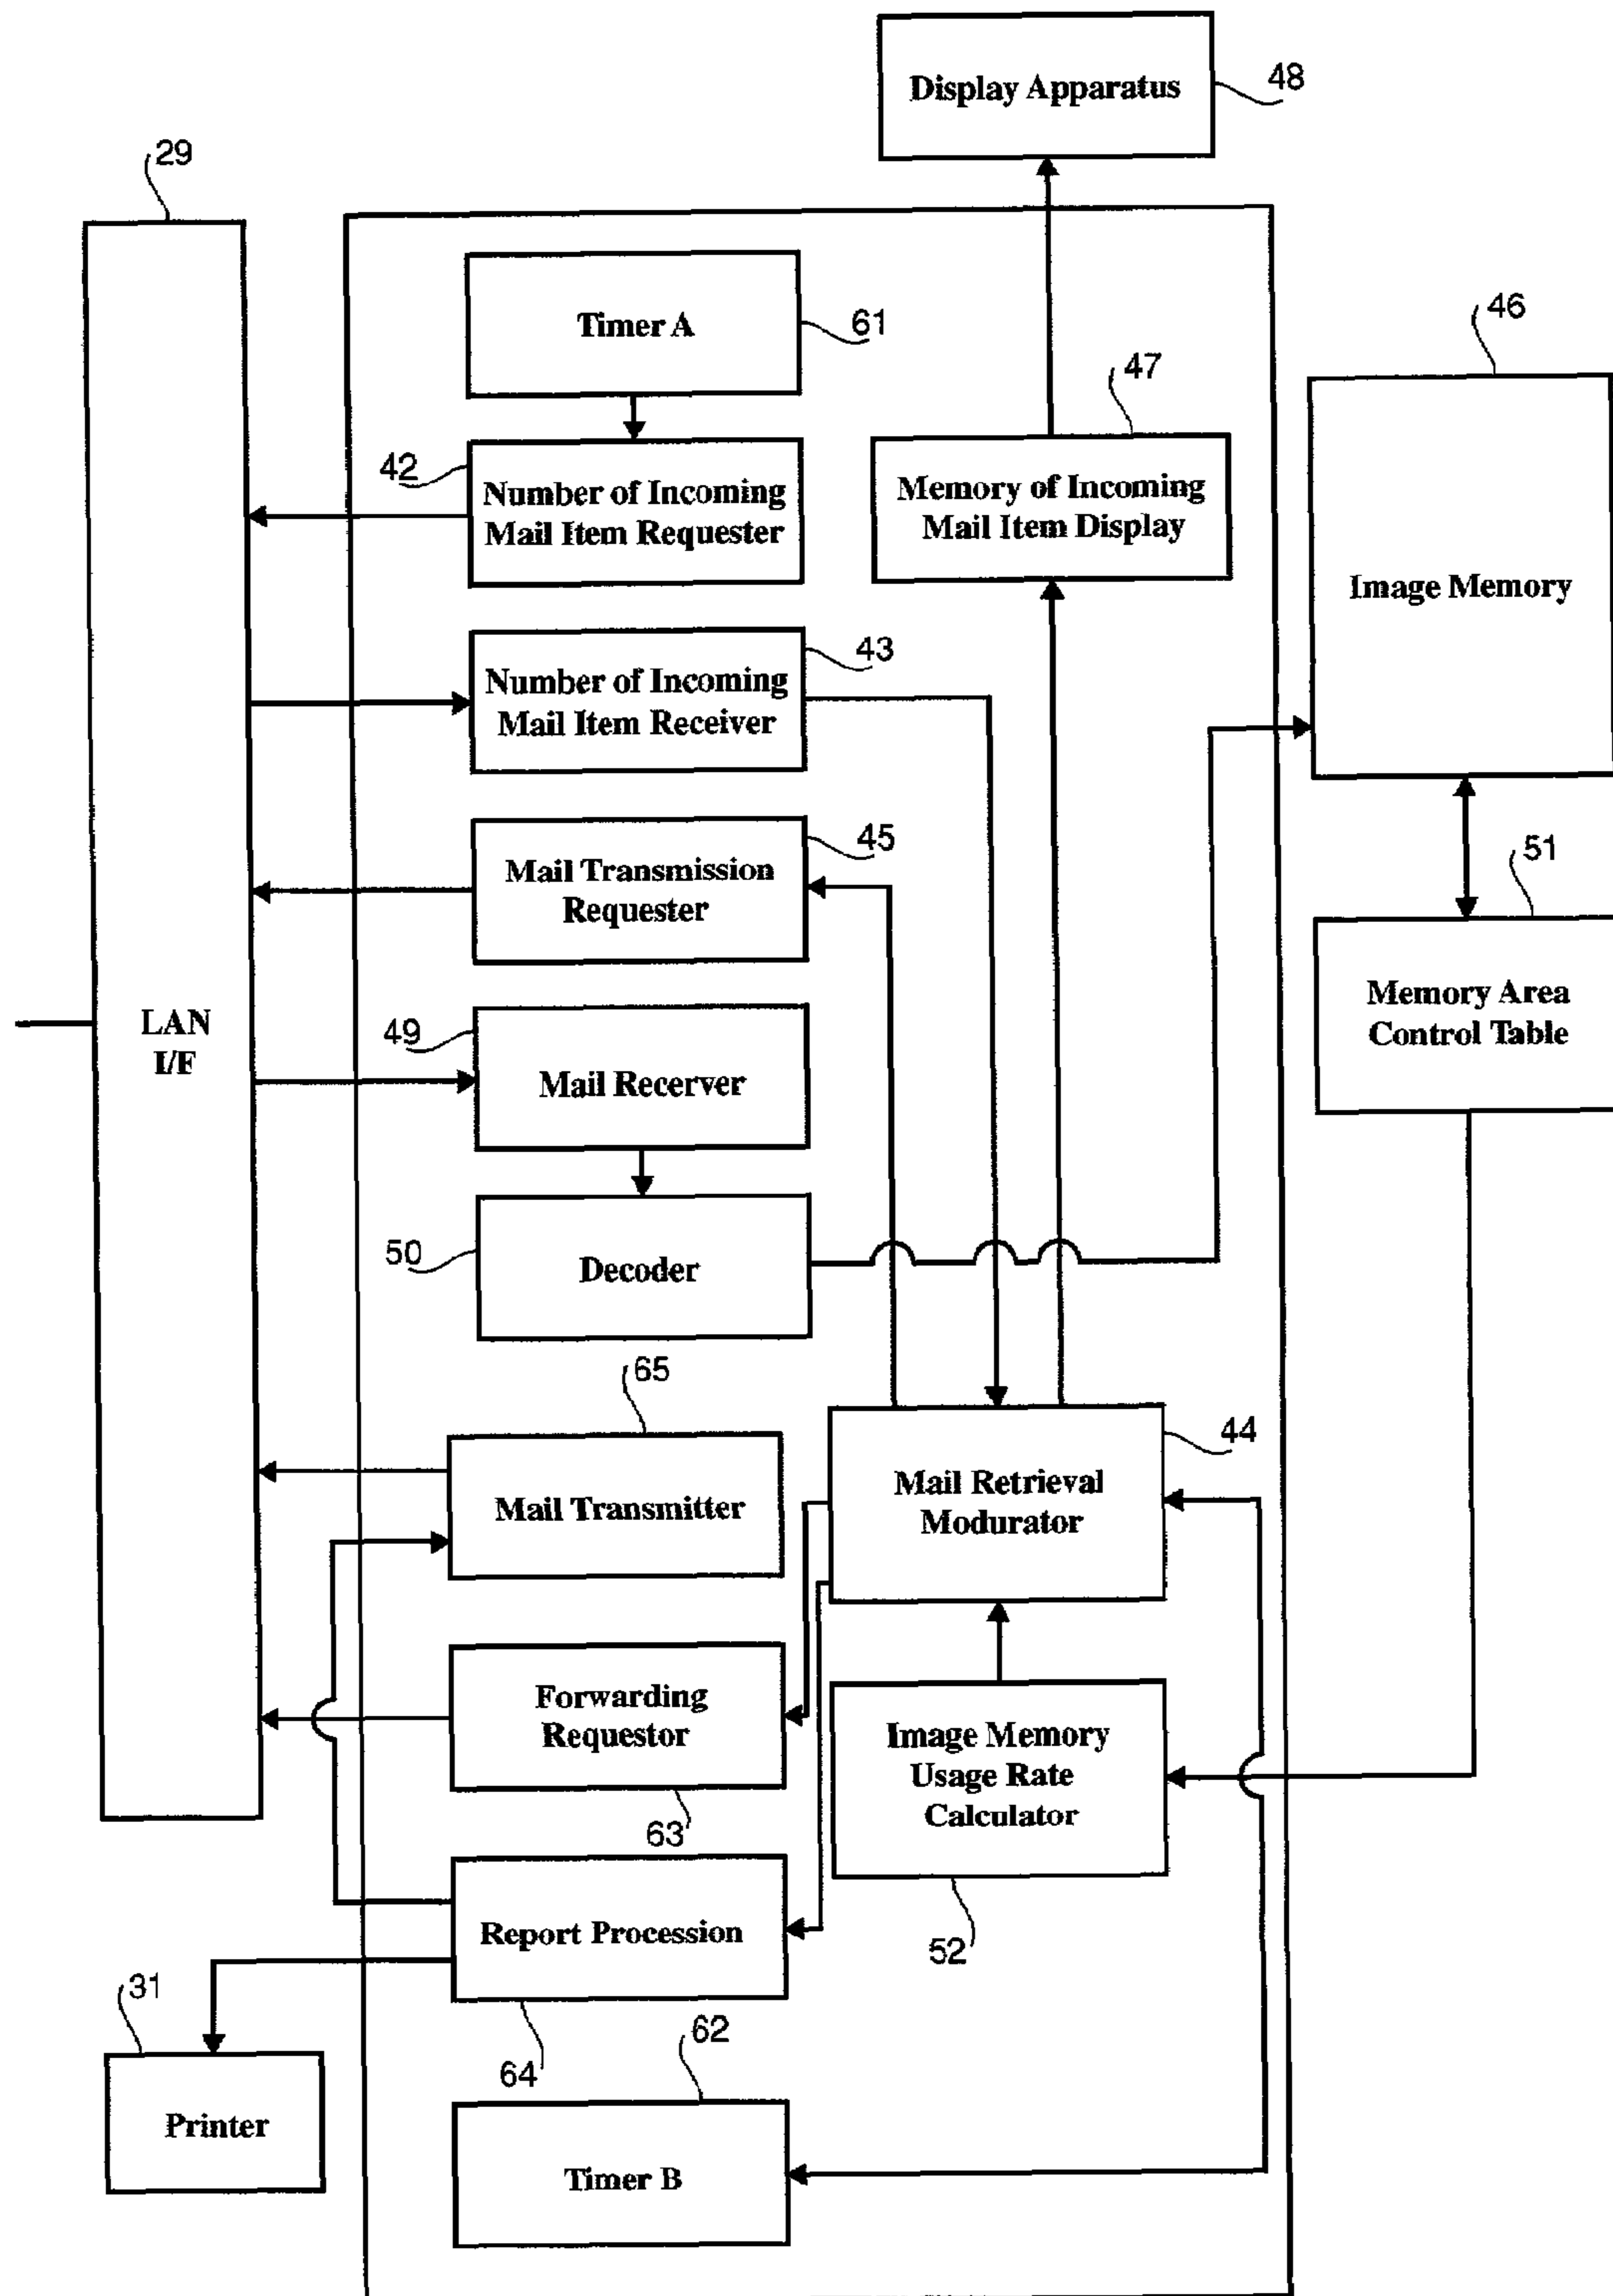 Display Apparatus
48
29
Timer A
61
46
47
42
Number of Incoming
Mail Item Requester
Memory of Incoming
Mail Item Display
Image Memory
43
Number of Incoming
Mail Item Receiver
45
Mail Transmission
Requester
51
Memory Area
Control Table
LAN
I/F
49
Mail Recerver
50
Decoder
65
44
Mail Transmitter
Mail Retrieval
Modurator
Forwarding
Requestor
63
Image Memory
Usage Rate
Calculator
52
Report Procession
64
31
Printer
62
Timer B